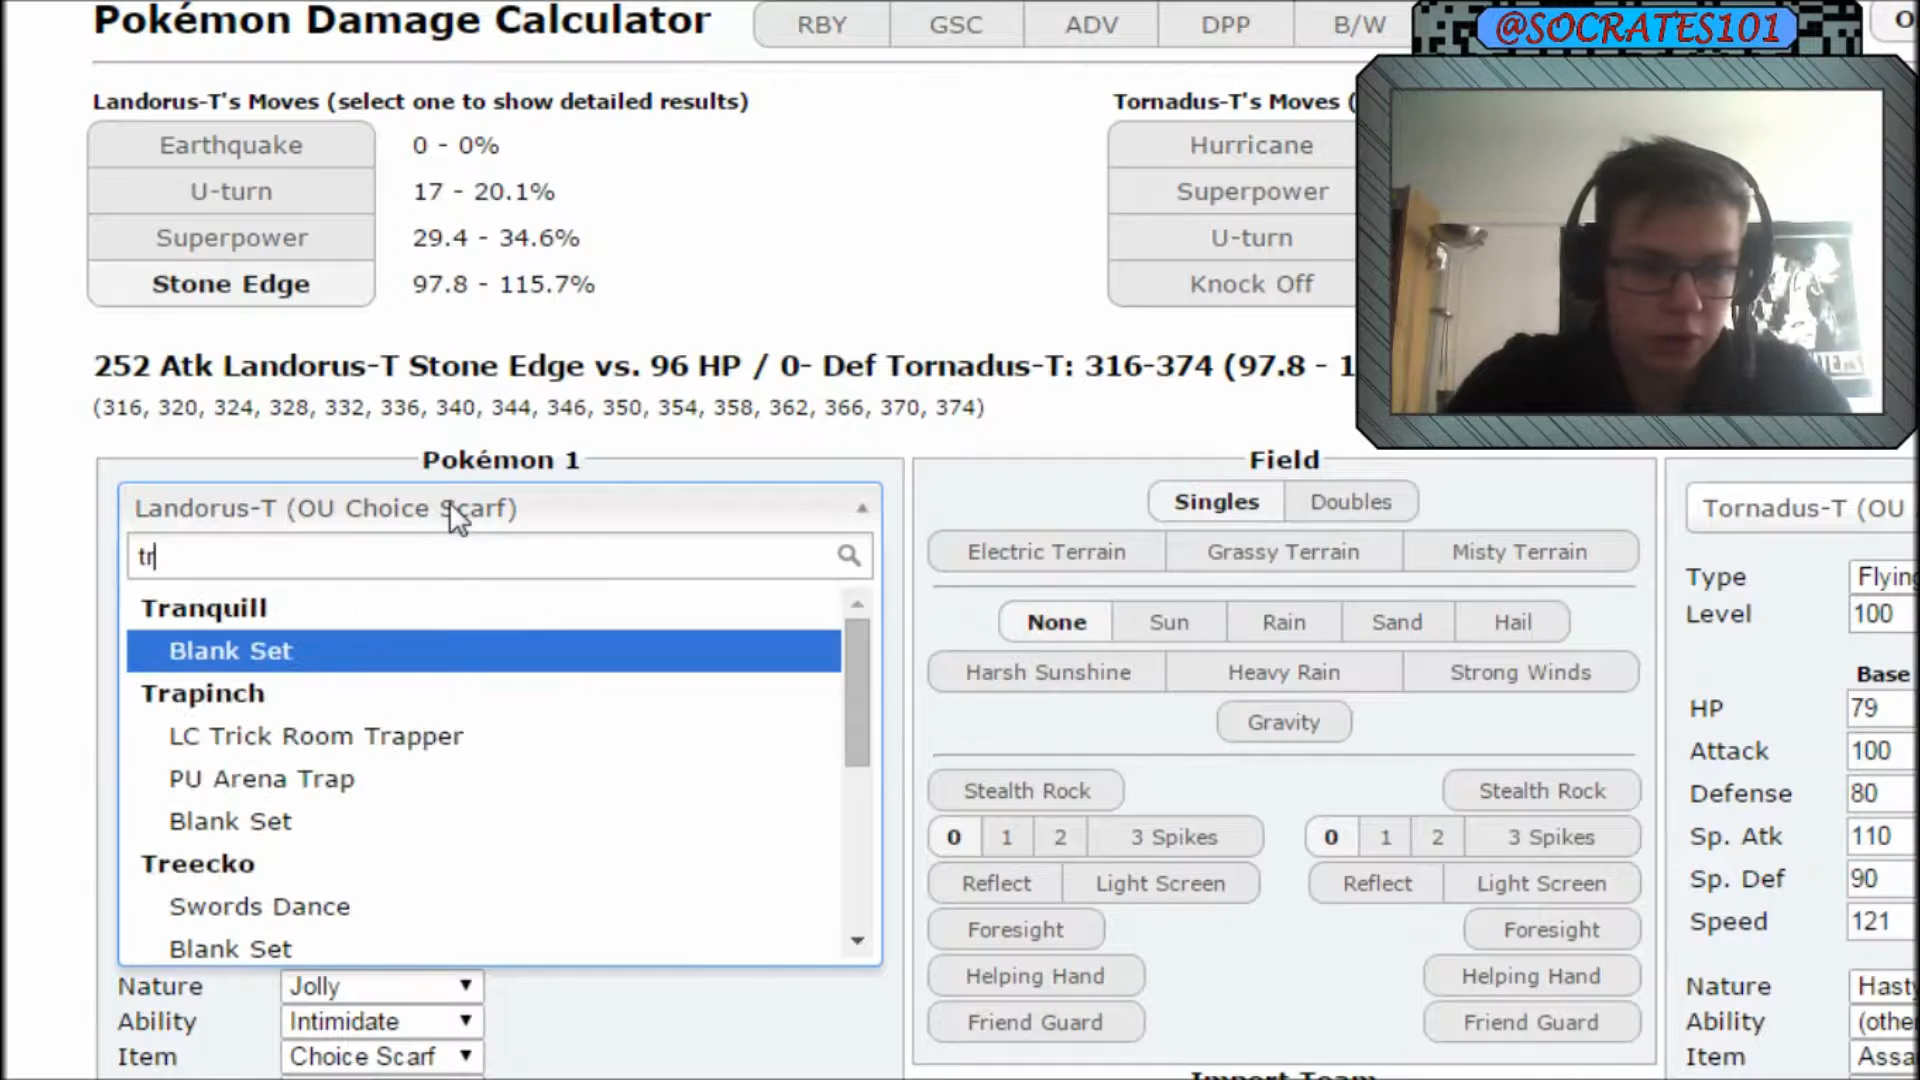 Pokémon Damage Calculator
RBY GSC ADV DPP B/W
@SOCRATES101
Landorus-T's Moves (select one to show detailed results)
Earthquake 0 - 0%
U-turn 17 - 20.1%
Superpower 29.4 - 34.6%
Stone Edge 97.8 - 115.7%
Tornadus-T's Moves (
Hurricane
Superpower
U-turn
Knock Off
252 Atk Landorus-T Stone Edge vs. 96 HP / 0- Def Tornadus-T: 316-374 (97.8 - 1
(316, 320, 324, 328, 332, 336, 340, 344, 346, 350, 354, 358, 362, 366, 370, 374)
Pokémon 1
Landorus-T (OU Choice Scarf)
tr
Tranquill
Blank Set
Trapinch
LC Trick Room Trapper
PU Arena Trap
Blank Set
Treecko
Swords Dance
Blank Set
Nature Jolly
Ability Intimidate
Item Choice Scarf
Field
Singles Doubles
Electric Terrain Grassy Terrain Misty Terrain
None Sun Rain Sand Hail
Harsh Sunshine Heavy Rain Strong Winds
Gravity
Stealth Rock Stealth Rock
0 1 2 3 Spikes 0 1 2 3 Spikes
Reflect Light Screen Reflect Light Screen
Foresight Foresight
Helping Hand Helping Hand
Friend Guard Friend Guard
Import Team
Tornadus-T (OU
Type Flying
Level 100
Base
HP 79
Attack 100
Defense 80
Sp. Atk 110
Sp. Def 90
Speed 121
Nature Hasty
Ability (othe
Item Assa